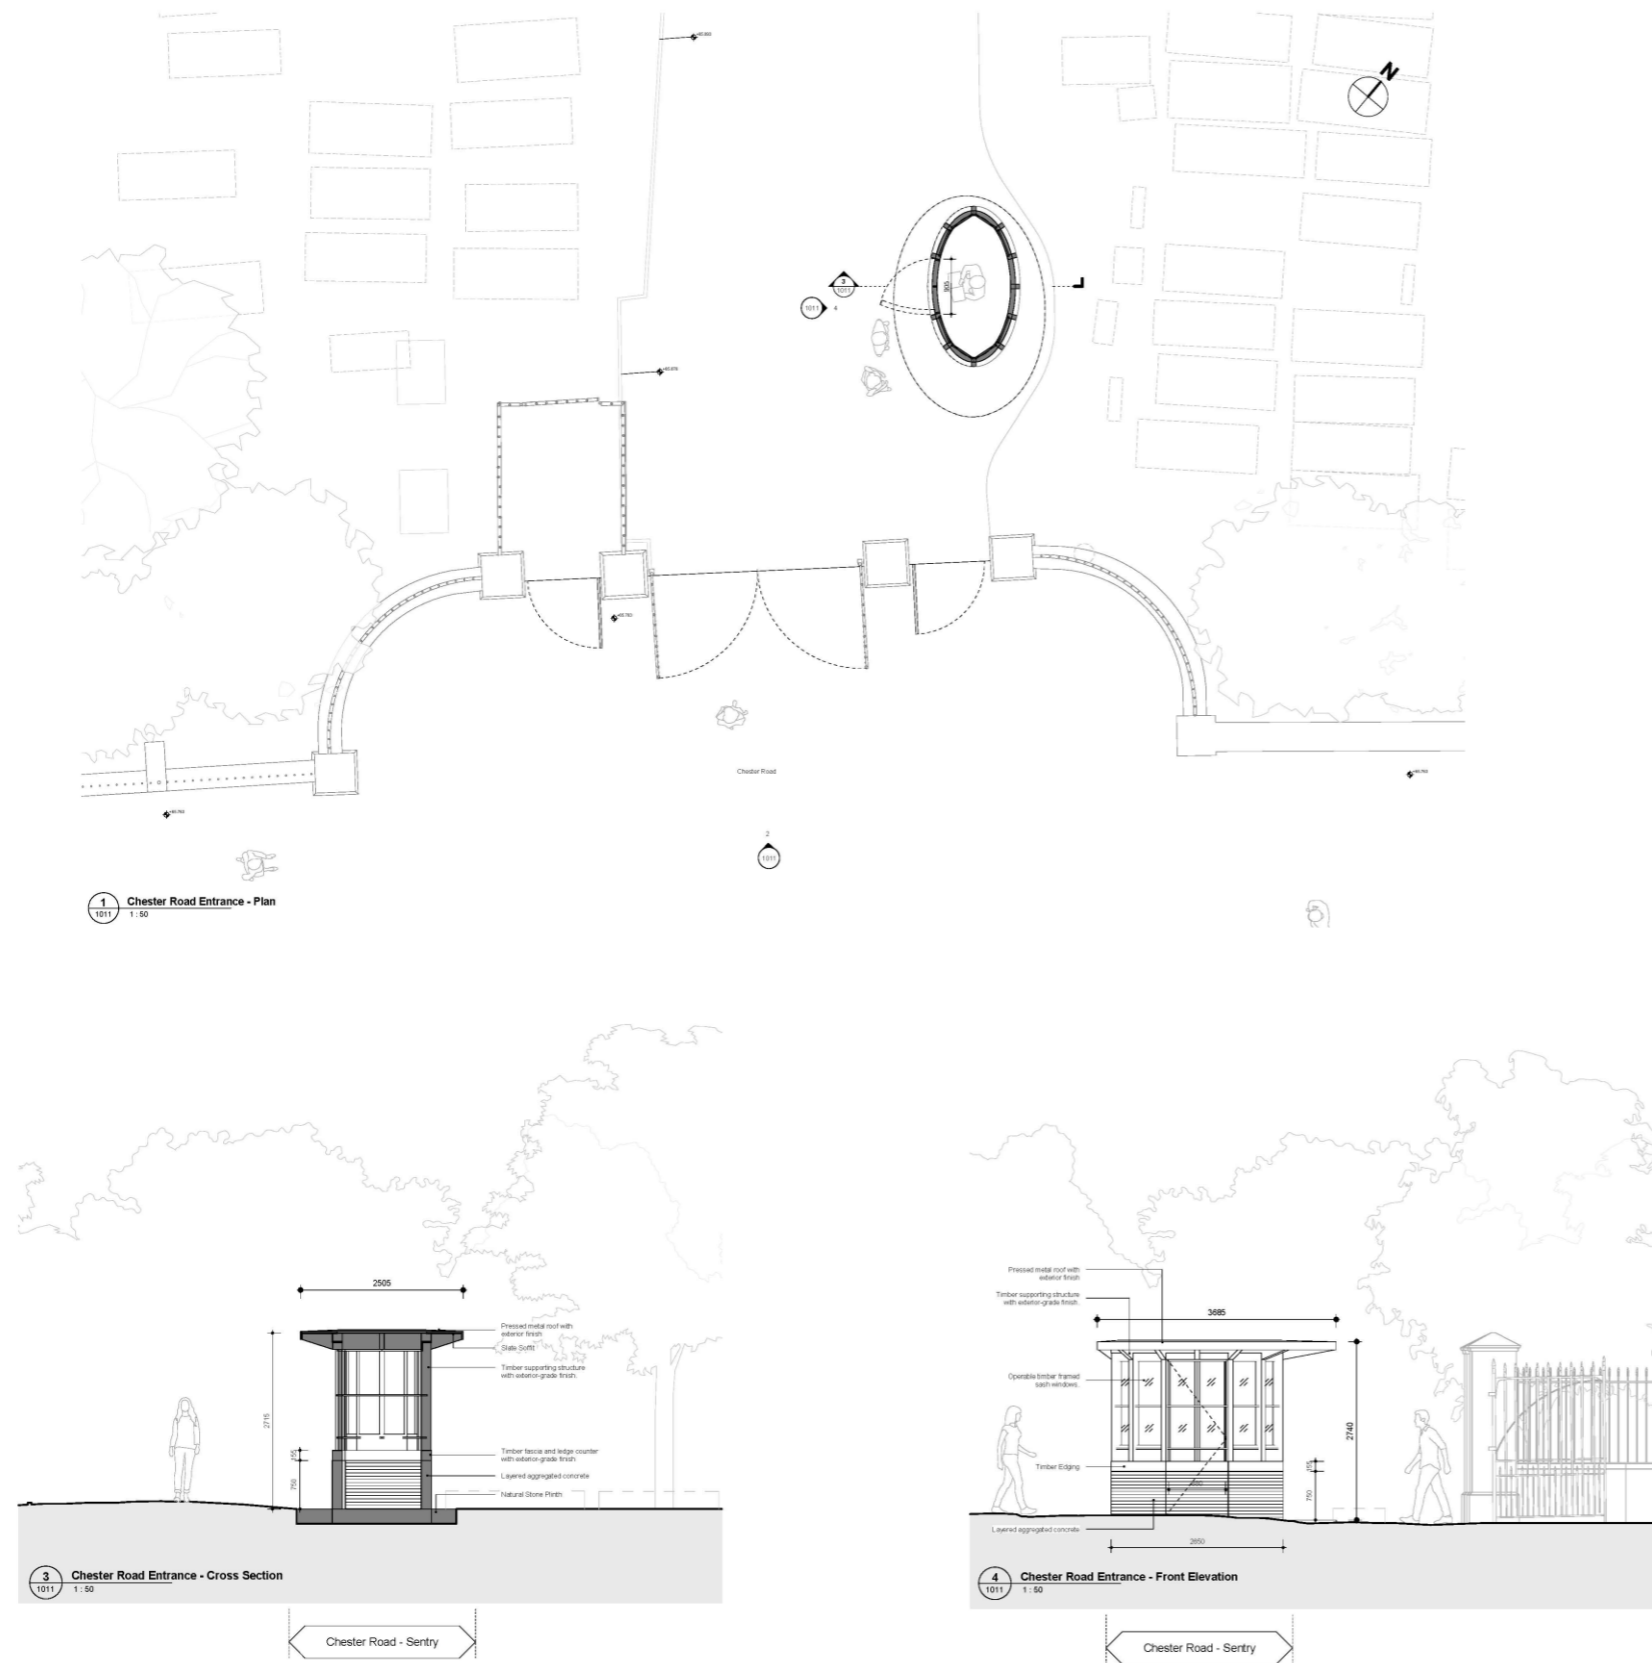 N
3
1011
1011
4
905
Chester Road
2
1011
1
1011
Chester Road Entrance - Plan
1 : 50
2505
Pressed metal roof with
exterior finish
Slate Soffit
Timber supporting structure
with exterior-grade finish.
2715
155
750
Timber fascia and ledge counter
with exterior-grade finish
Layered aggregated concrete
Natural Stone Plinth
3
1011
Chester Road Entrance - Cross Section
1 : 50
Chester Road - Sentry
Pressed metal roof with
exterior finish
Timber supporting structure
with exterior-grade finish.
3685
Operable timber framed
sash windows.
2740
Timber Edging
155
750
Layered aggregated concrete
2650
4
1011
Chester Road Entrance - Front Elevation
1 : 50
Chester Road - Sentry